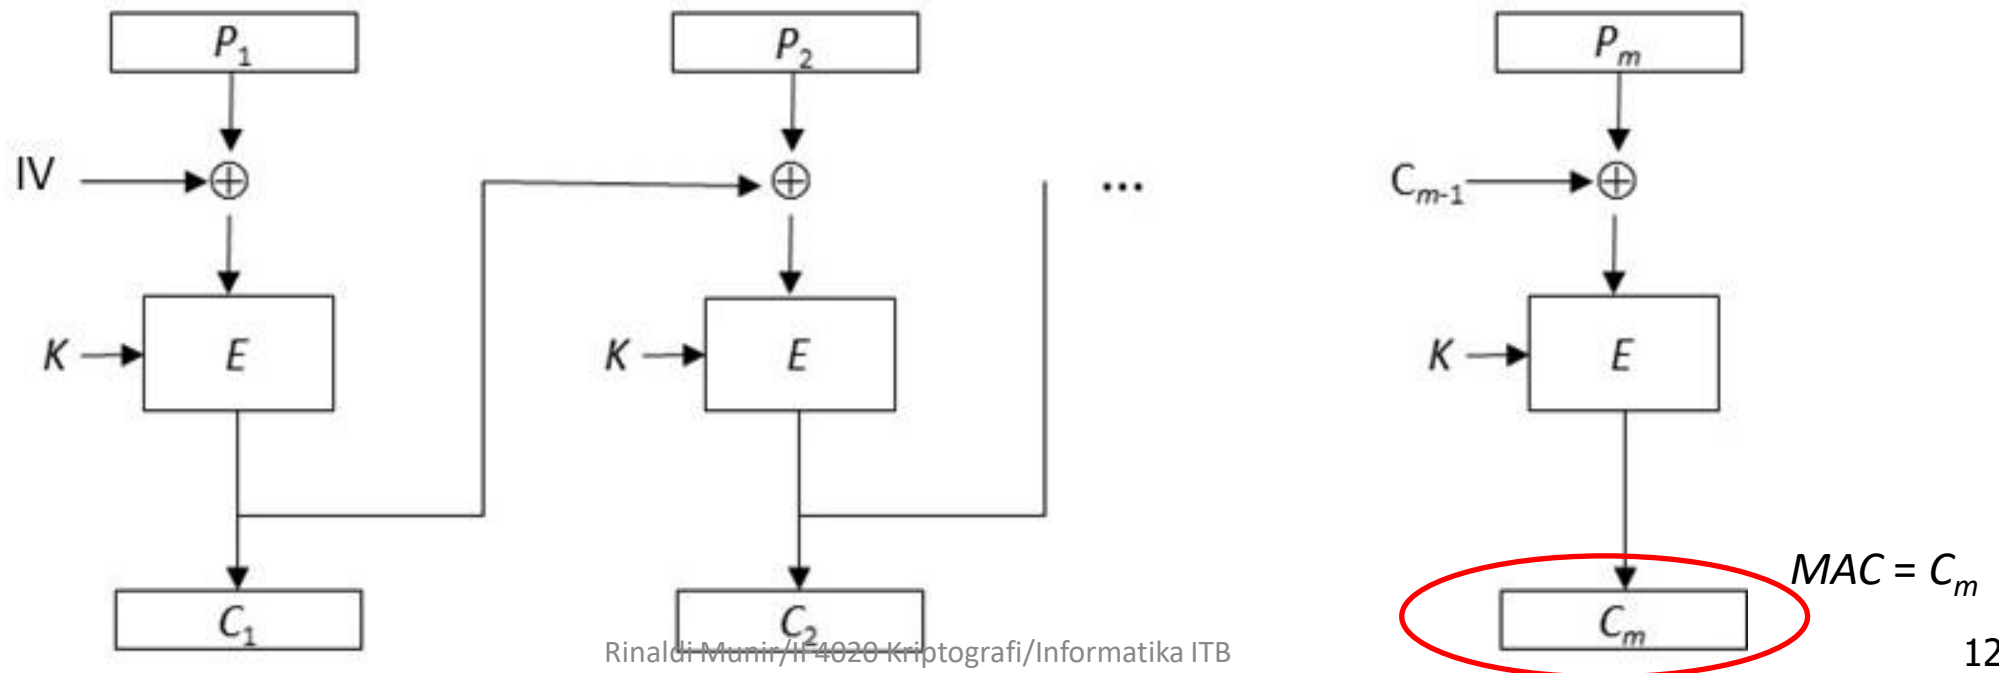 P₁ P₂ Pₘ
IV ... Cₘ₋₁
K E K E K E
MAC = Cₘ
C₁ C₂ Cₘ
Rinaldi Munir/IF4020 Kriptografi/Informatika ITB
12